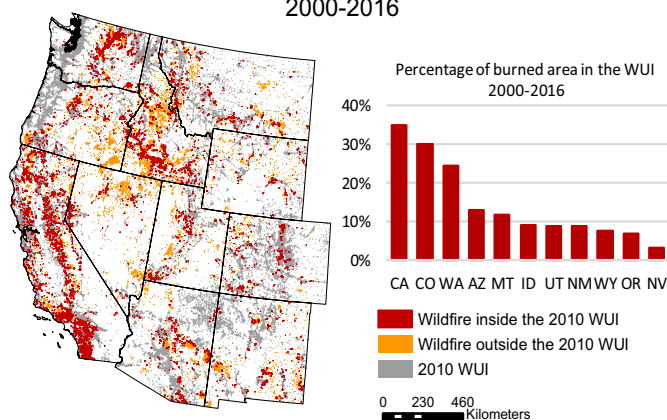 2000-2016
Percentage of burned area in the WUI
2000-2016
40%
30%
20%
10%
0%
CA CO WA AZ MT ID UT NM WY OR NV
Wildfire inside the 2010 WUI
Wildfire outside the 2010 WUI
2010 WUI
0 230 460
Kilometers